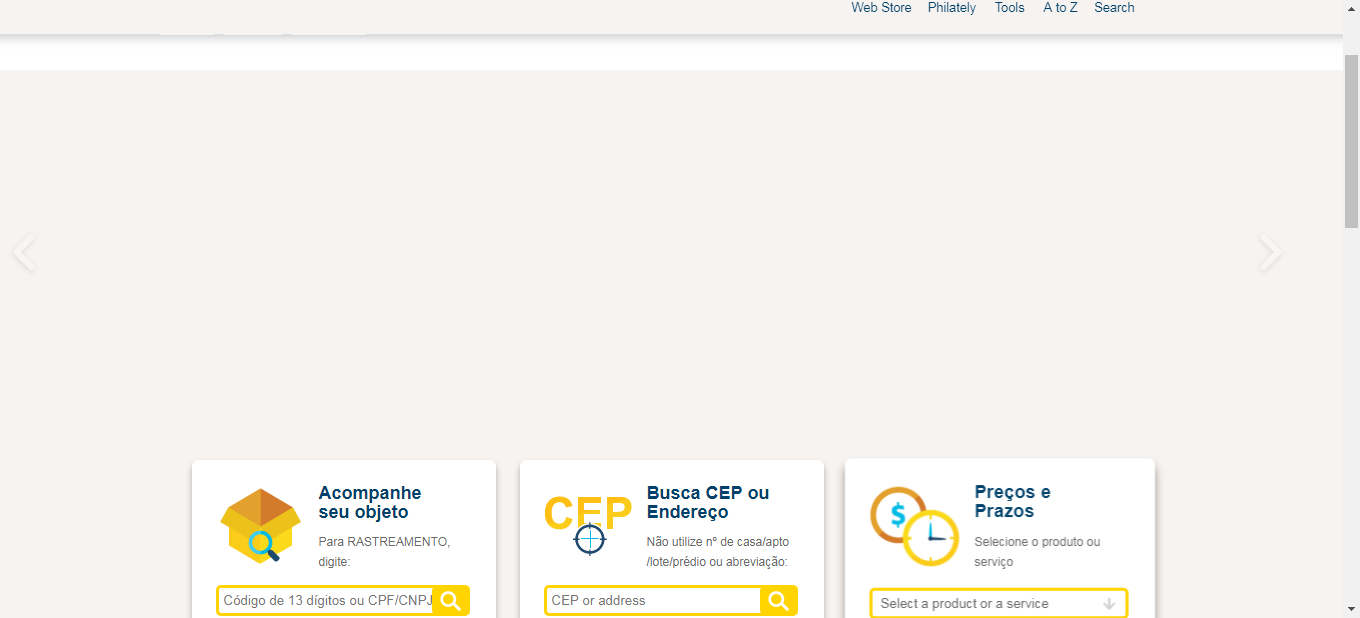 Web Store Philately Tools A to Z Search
Acompanhe
seu objeto
Para RASTREAMENTO,
digite:
Código de 13 dígitos ou CPF/CNPJ
CEP
Busca CEP ou
Endereço
Não utilize nº de casa/apto
/lote/prédio ou abreviação:
CEP or address
$
Preços e
Prazos
Selecione o produto ou
serviço
Select a product or a service